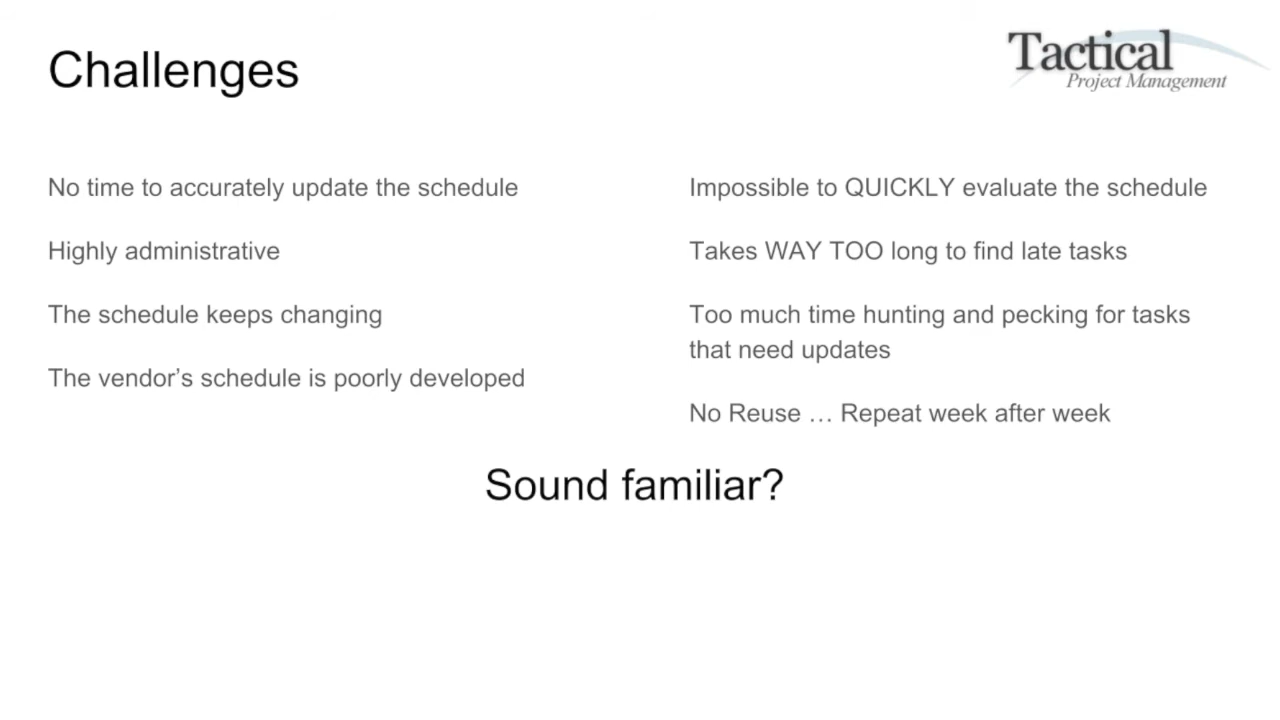 Challenges
Tactical
Project Management
No time to accurately update the schedule
Highly administrative
The schedule keeps changing
The vendor’s schedule is poorly developed
Impossible to QUICKLY evaluate the schedule
Takes WAY TOO long to find late tasks
Too much time hunting and pecking for tasks
that need updates
No Reuse … Repeat week after week
Sound familiar?